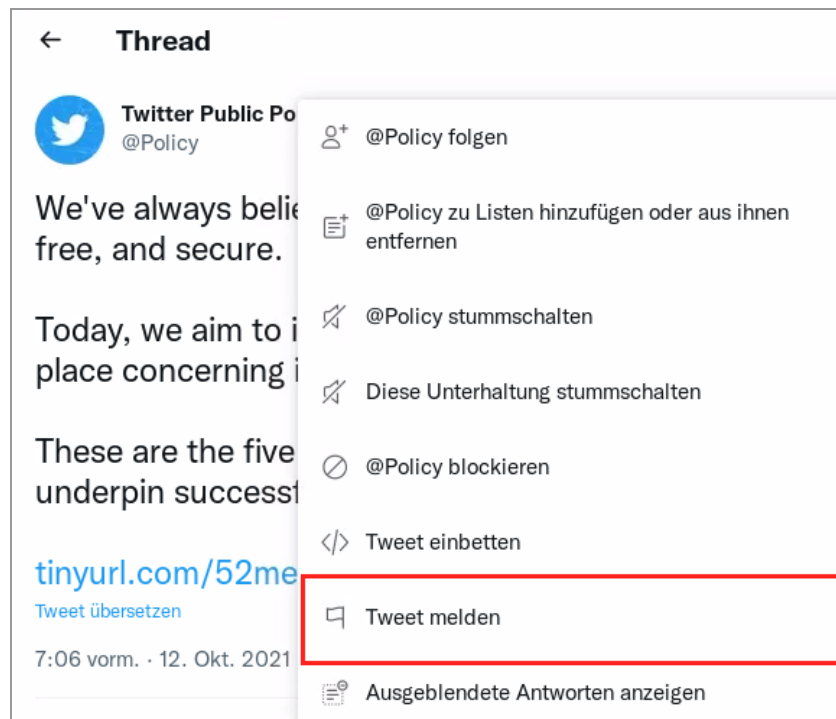 Thread
Twitter Public Po
@Policy
We've always
free, and secure.
Today, we aim to
place concerning
These are the five
underpin
tinyurl.com/52me
Tweet übersetzen
7:06 vorm. · 12. Okt. 2021
@Policy folgen
@Policy zu Listen hinzufügen oder aus ihnen
entfernen
@Policy stummschalten
Diese Unterhaltung stummschalten
@Policy blockieren
Tweet einbetten
Tweet melden
Ausgeblendete Antworten anzeigen